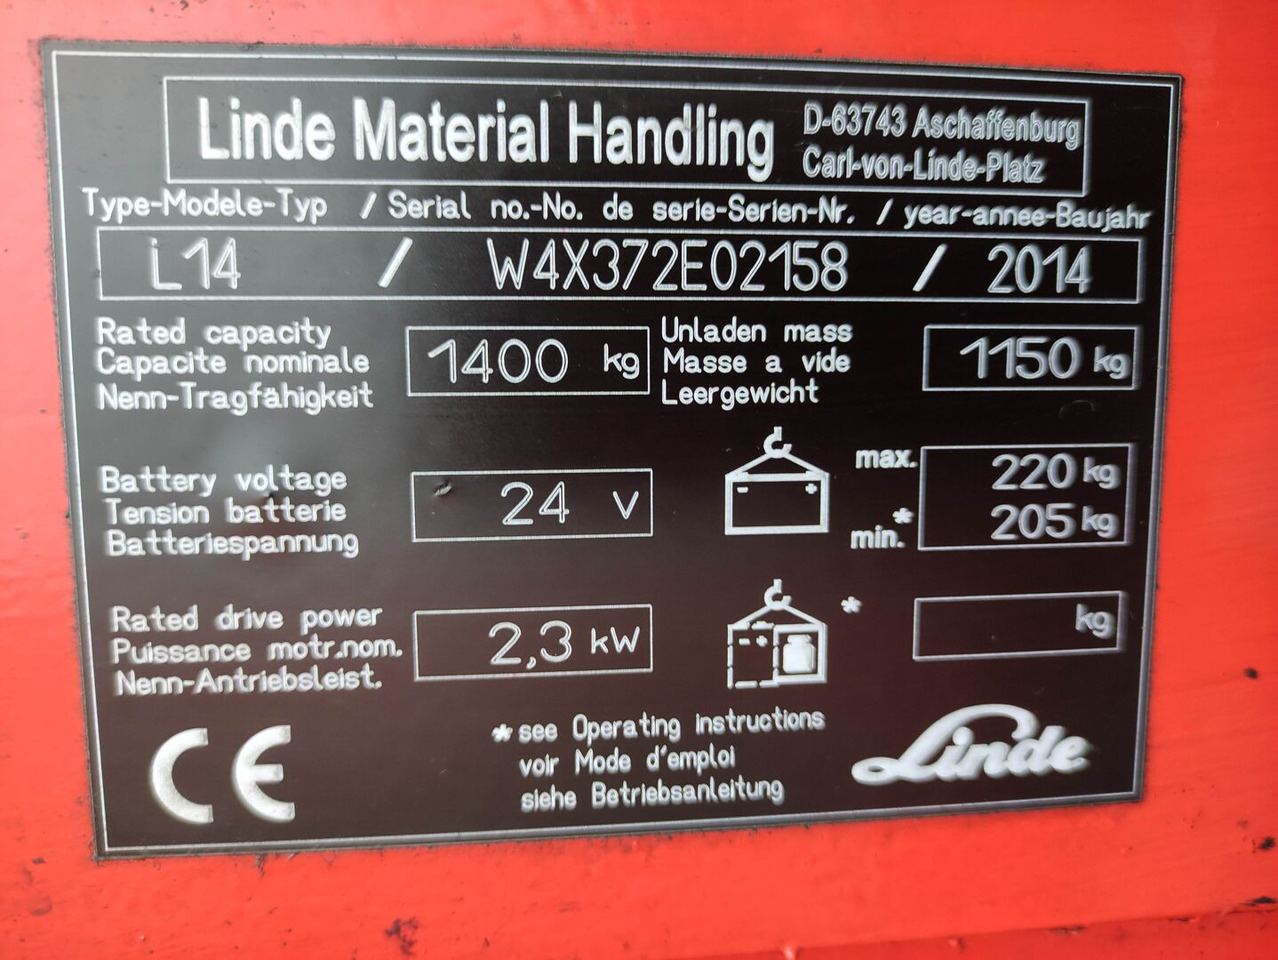 Linde Material Handling
D-63743 Aschaffenburg
Carl-von-Linde-Platz
Type-Modele-Typ / Serial no.-No. de serie-Serien-Nr. / year-annee-Baujahr
L14 / W4X372E02158 / 2014
Rated capacity
Capacite nominale
Nenn-Tragfähigkeit
1400 kg
Unladen mass
Masse a vide
Leergewicht
1150 kg
Battery voltage
Tension batterie
Batteriespannung
24 V
- +
max. 220 kg
min.* 205 kg
Rated drive power
Puissance motr.nom.
Nenn-Antriebsleist.
2,3 kW
- +
* kg
CE
*see Operating instructions
voir Mode d'emploi
siehe Betriebsanleitung
Linde